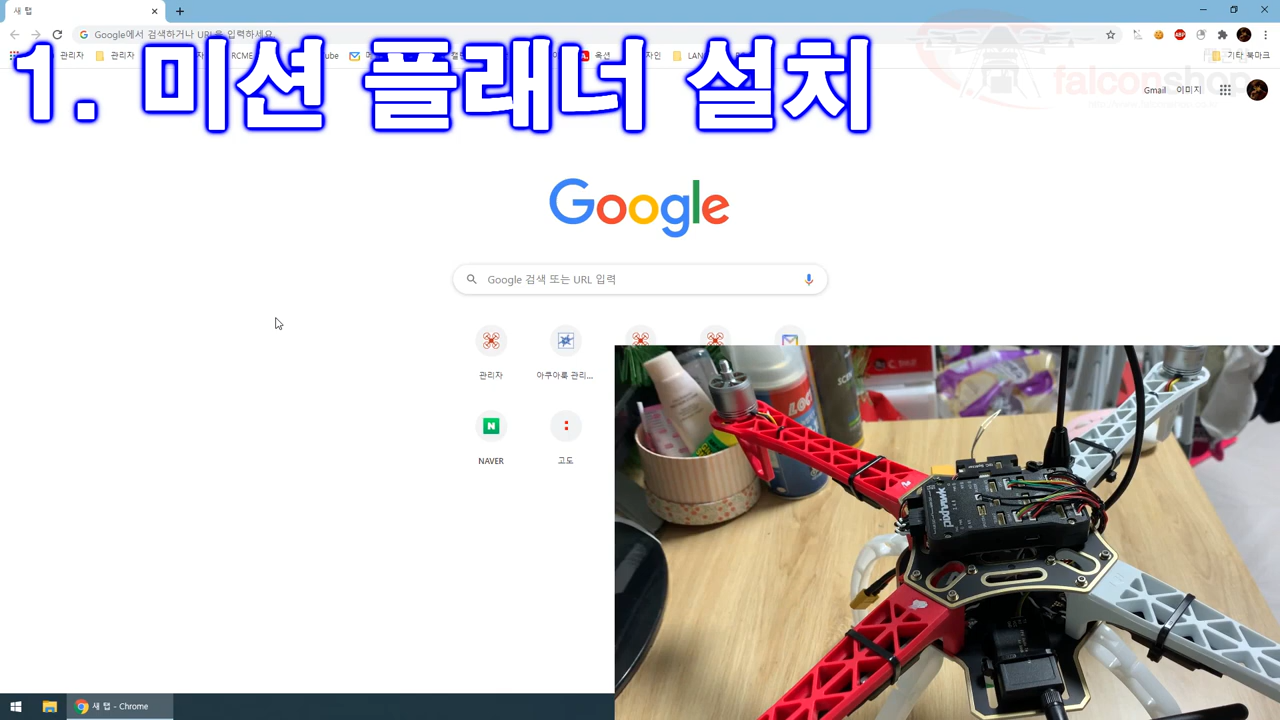 새 탭
Google에서 검색하거나 URL을 입력하세요
1. 미션 플래너 설치
관리자
관리자
RCME
기타 북마크
falconshop
Gmail
이미지
Google
Google 검색 또는 URL 입력
관리자
아쿠아룩 관리...
NAVER
고도
pixhawk
새 탭 - Chrome